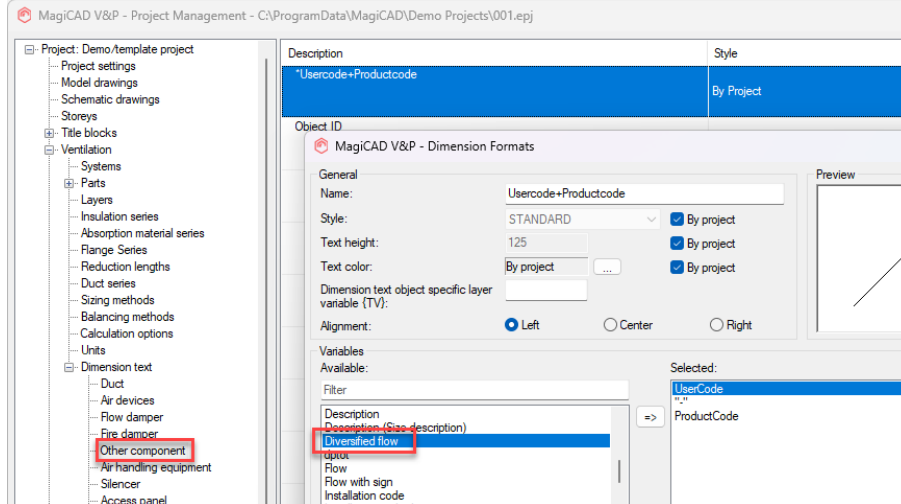 MagiCAD V&P - Project Management - C:\ProgramData\MagiCAD\Demo Projects\001.epj
Project: Demo/template project
Project settings
Model drawings
Schematic drawings
Storeys
Title blocks
Ventilation
Systems
Parts
Layers
Insulation series
Absorption material series
Flange Series
Reduction lengths
Duct series
Sizing methods
Balancing methods
Calculation options
Units
Dimension text
Duct
Air devices
Flow damper
Fire damper
Other component
Air handling equipment
Silencer
Access panel
Description Style
*Usercode+Productcode
By Project
Object ID
MagiCAD V&P - Dimension Formats
General
Name: Usercode+Productcode
Style: STANDARD By project
Text height: 125 By project
Text color: By project ... By project
Dimension text object specific layer
variable {TV}:
Alignment: Left Center Right
Preview
Variables
Available:
Filter
Description
Description (Size description)
Diversified flow
dptot
Flow
Flow with sign
Installation code
=>
Selected:
UserCode
"-"
ProductCode